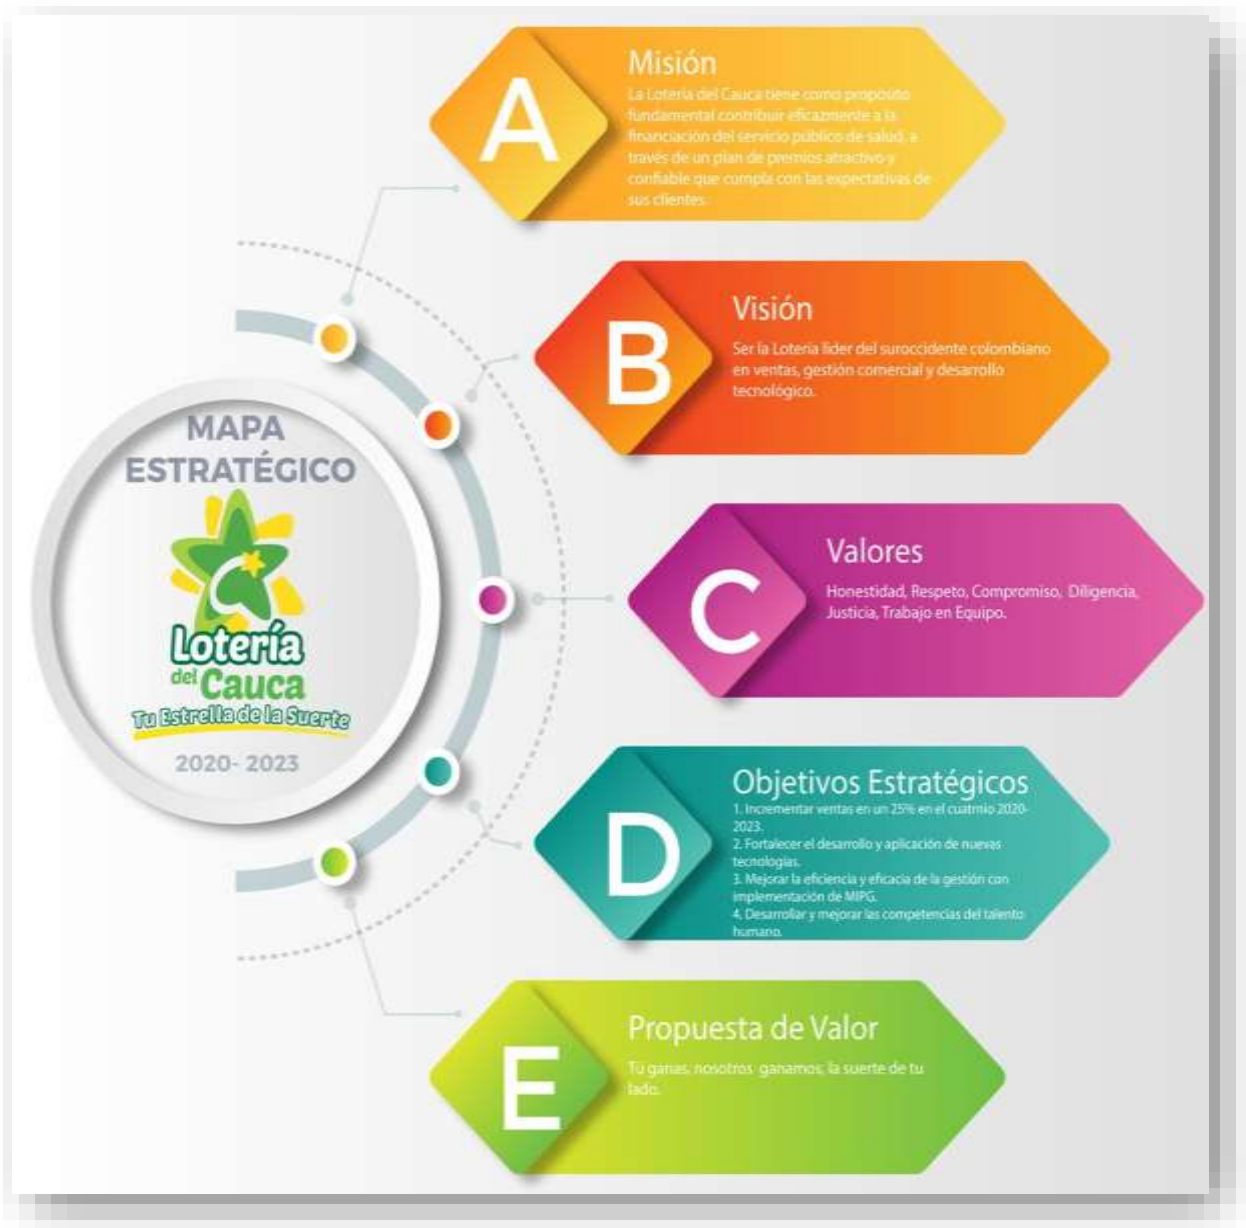 MAPA
ESTRATÉGICO
Lotería
del Cauca
Tu Estrella de la Suerte
2020- 2023
A
Misión
La Lotería del Cauca tiene como propósito
fundamental contribuir eficazmente a la
financiación del servicio público de salud, a
través de un plan de premios atractivo y
confiable que cumpla con las expectativas de
sus clientes.
B
Visión
Ser la Lotería líder del suroccidente colombiano
en ventas, gestión comercial y desarrollo
tecnológico.
C
Valores
Honestidad, Respeto, Compromiso, Diligencia,
Justicia, Trabajo en Equipo.
D
Objetivos Estratégicos
1. Incrementar ventas en un 25% en el cuatrnio 2020-
2023.
2. Fortalecer el desarrollo y aplicación de nuevas
tecnologías.
3. Mejorar la eficiencia y eficacia de la gestión con
implementación de MIPG.
4. Desarrollar y mejorar las competencias del talento
humano.
E
Propuesta de Valor
Tú ganas, nosotros ganamos, la suerte de tu
lado.